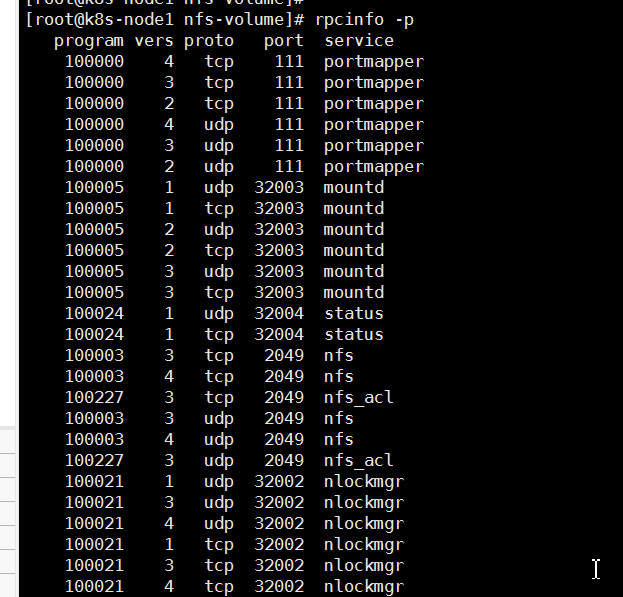 [root@k8s-node1 nfs-volume]#
[root@k8s-node1 nfs-volume]# rpcinfo -p
program vers proto port service
100000 4 tcp 111 portmapper
100000 3 tcp 111 portmapper
100000 2 tcp 111 portmapper
100000 4 udp 111 portmapper
100000 3 udp 111 portmapper
100000 2 udp 111 portmapper
100005 1 udp 32003 mountd
100005 1 tcp 32003 mountd
100005 2 udp 32003 mountd
100005 2 tcp 32003 mountd
100005 3 udp 32003 mountd
100005 3 tcp 32003 mountd
100024 1 udp 32004 status
100024 1 tcp 32004 status
100003 3 tcp 2049 nfs
100003 4 tcp 2049 nfs
100227 3 tcp 2049 nfs_acl
100003 3 udp 2049 nfs
100003 4 udp 2049 nfs
100227 3 udp 2049 nfs_acl
100021 1 udp 32002 nlockmgr
100021 3 udp 32002 nlockmgr
100021 4 udp 32002 nlockmgr
100021 1 tcp 32002 nlockmgr
100021 3 tcp 32002 nlockmgr
100021 4 tcp 32002 nlockmgr